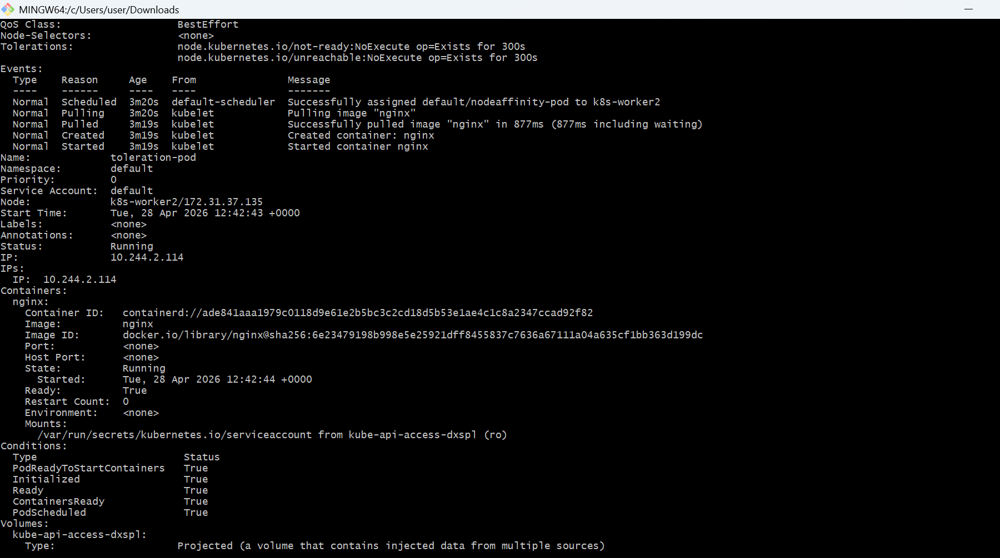 MINGW64:/c/Users/user/Downloads
QoS Class:                   BestEffort
Node-Selectors:              <none>
Tolerations:                 node.kubernetes.io/not-ready:NoExecute op=Exists for 300s
                             node.kubernetes.io/unreachable:NoExecute op=Exists for 300s
Events:
  Type    Reason     Age    From               Message
  ----    ------     ----   ----               -------
  Normal  Scheduled  3m20s  default-scheduler  Successfully assigned default/nodeaffinity-pod to k8s-worker2
  Normal  Pulling    3m20s  kubelet            Pulling image "nginx"
  Normal  Pulled     3m19s  kubelet            Successfully pulled image "nginx" in 877ms (877ms including waiting)
  Normal  Created    3m19s  kubelet            Created container: nginx
  Normal  Started    3m19s  kubelet            Started container nginx
Name:             toleration-pod
Namespace:        default
Priority:         0
Service Account:  default
Node:             k8s-worker2/172.31.37.135
Start Time:       Tue, 28 Apr 2026 12:42:43 +0000
Labels:           <none>
Annotations:      <none>
Status:           Running
IP:               10.244.2.114
IPs:
  IP:  10.244.2.114
Containers:
  nginx:
    Container ID:   containerd://ade841aaa1979c0118d9e61e2b5bc3c2cd18d5b53e1ae4c1c8a2347ccad92f82
    Image:          nginx
    Image ID:       docker.io/library/nginx@sha256:6e23479198b998e5e25921dff8455837c7636a67111a04a635cf1bb363d199dc
    Port:           <none>
    Host Port:      <none>
    State:          Running
      Started:      Tue, 28 Apr 2026 12:42:44 +0000
    Ready:          True
    Restart Count:  0
    Environment:    <none>
    Mounts:
      /var/run/secrets/kubernetes.io/serviceaccount from kube-api-access-dxspl (ro)
Conditions:
  Type                        Status
  PodReadyToStartContainers   True
  Initialized                 True
  Ready                       True
  ContainersReady             True
  PodScheduled                True
Volumes:
  kube-api-access-dxspl:
    Type:                    Projected (a volume that contains injected data from multiple sources)